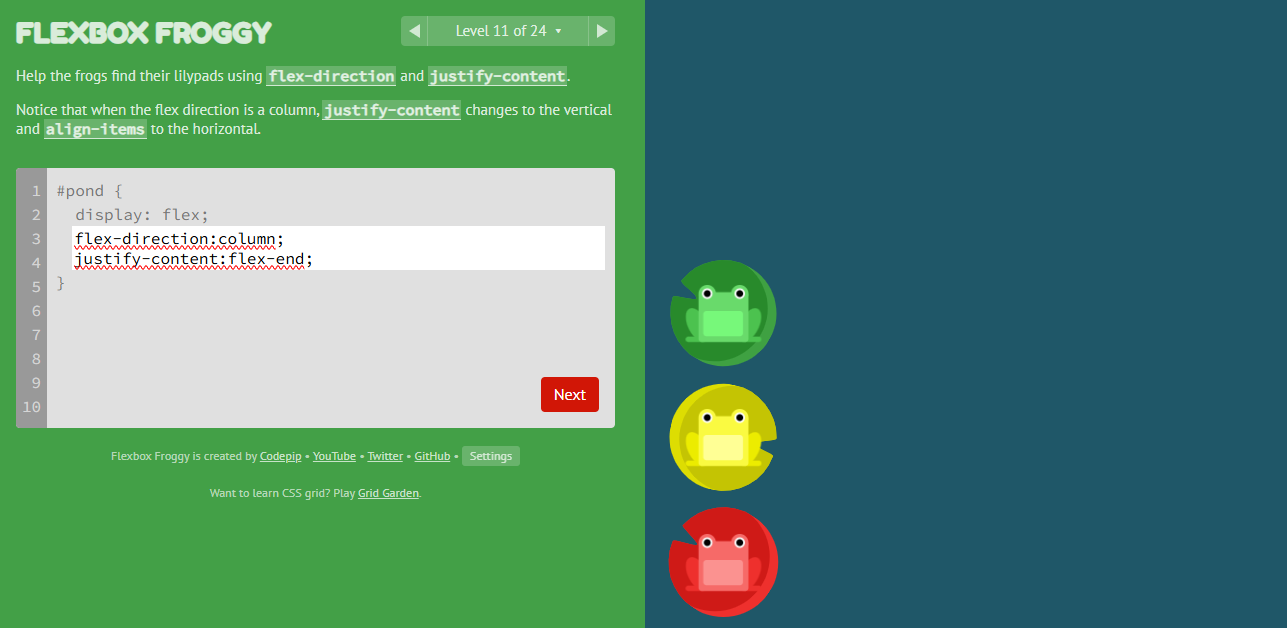 FLEXBOX FROGGY
◀ Level 11 of 24 ▾ ▶
Help the frogs find their lilypads using flex-direction and justify-content.
Notice that when the flex direction is a column, justify-content changes to the vertical
and align-items to the horizontal.
1 #pond {
2 display: flex;
3 flex-direction:column;
4 justify-content:flex-end;
5 }
6
7
8
9
10
Next
Flexbox Froggy is created by Codepip • YouTube • Twitter • GitHub • Settings
Want to learn CSS grid? Play Grid Garden.